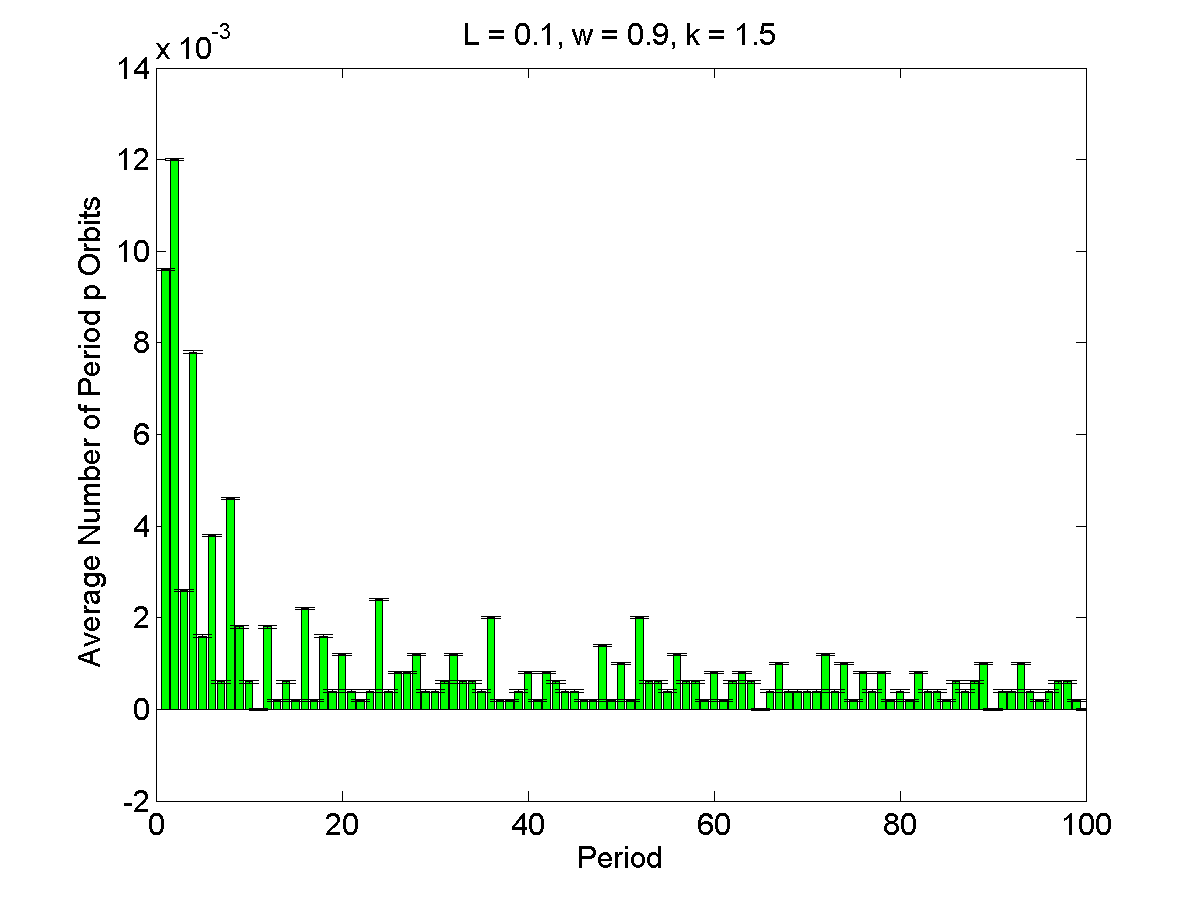 L = 0.1, w = 0.9, k = 1.5
x 10-3
14
12
10
8
6
4
2
0
-2
Average Number of Period p Orbits
0 20 40 60 80 100
Period